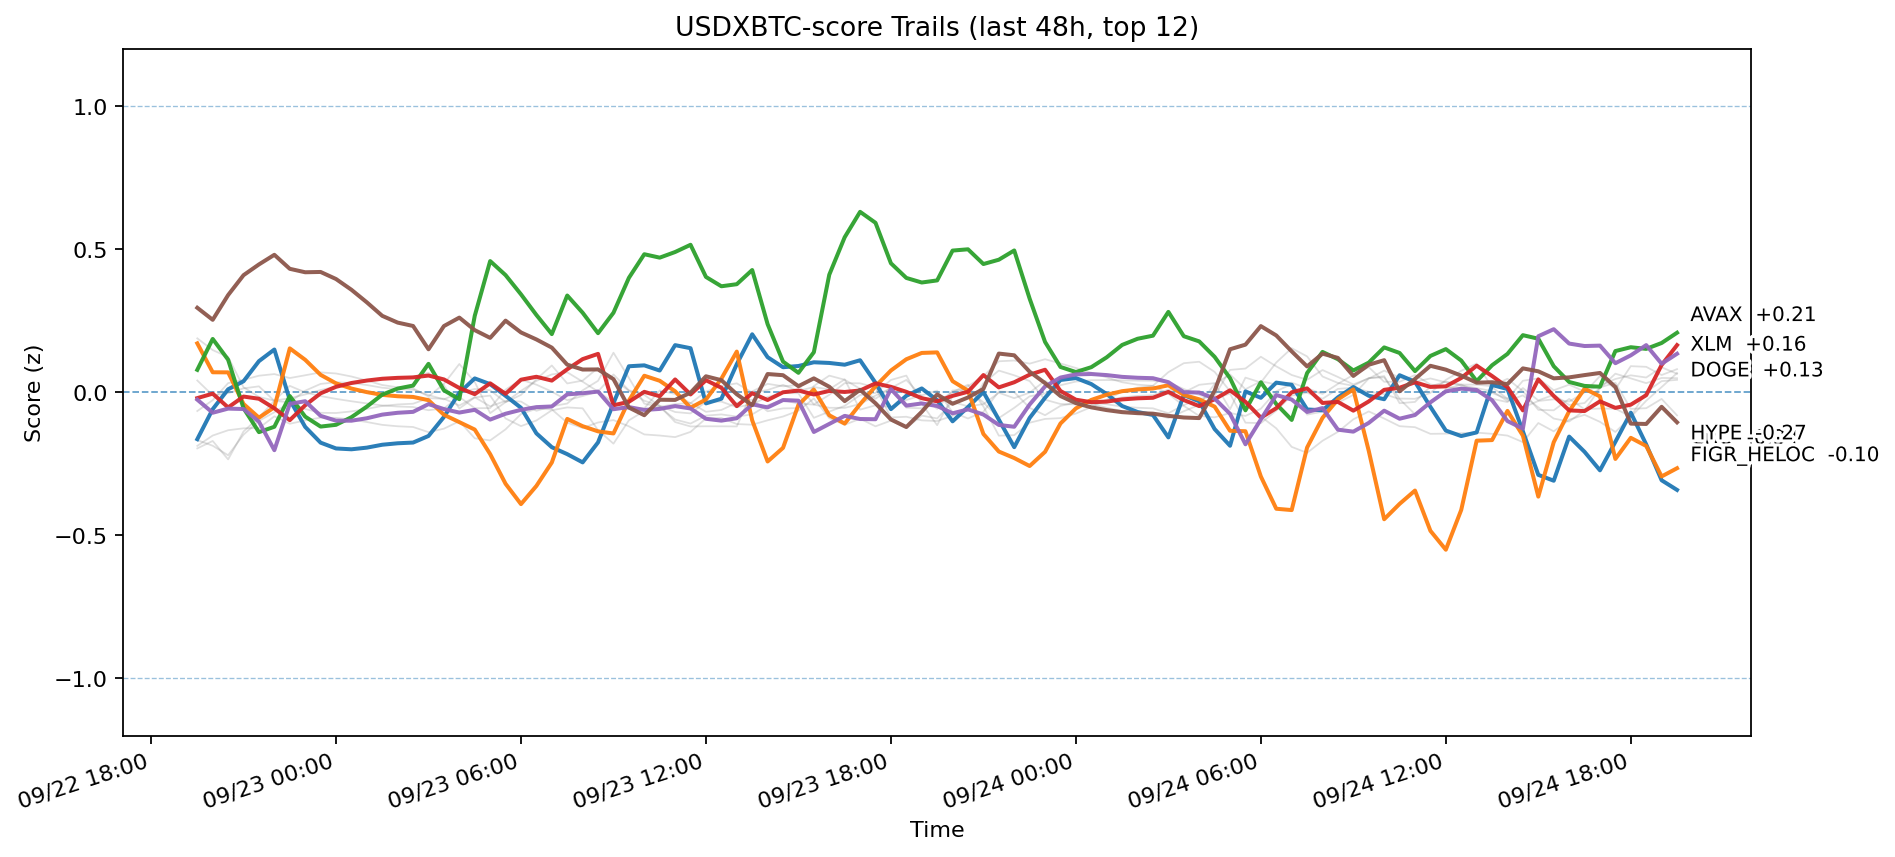 USDXBTC-score Trails (last 48h, top 12)
Score (z)
1.0
0.5
0.0
−0.5
−1.0
AVAX +0.21
XLM +0.16
DOGE +0.13
HYPE -0.27
FIGR_HELOC -0.10
09/22 18:00
09/23 00:00
09/23 06:00
09/23 12:00
09/23 18:00
09/24 00:00
09/24 06:00
09/24 12:00
09/24 18:00
Time